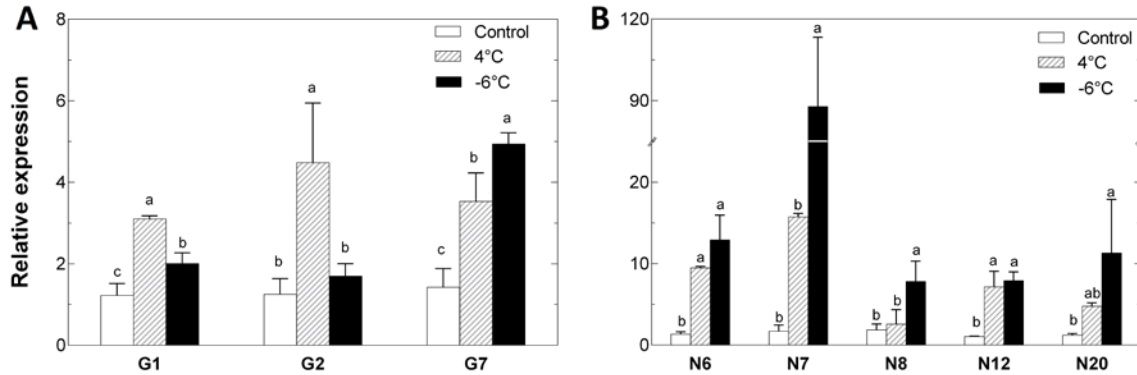 A
8
6
4
2
0
Relative expression
Control
4°C
-6°C
c
a
b
b
a
b
c
b
a
G1
G2
G7
B
120
90
20
10
0
Control
4°C
-6°C
b
a
a
b
b
a
b
b
a
b
a
a
b
ab
a
N6
N7
N8
N12
N20